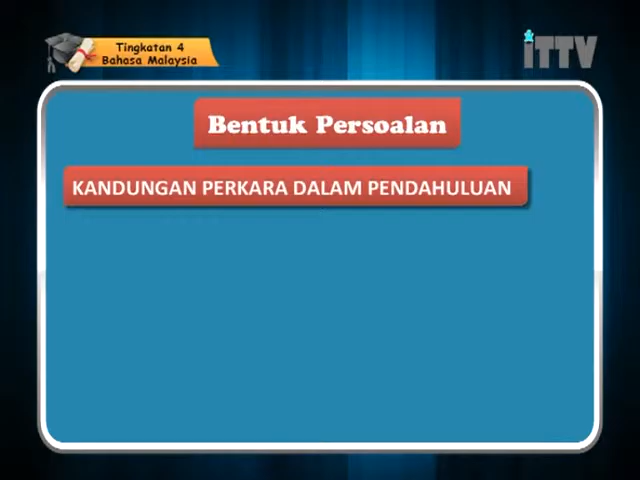 Tingkatan 4
Bahasa Malaysia
iTTV
Bentuk Persoalan
KANDUNGAN PERKARA DALAM PENDAHULUAN